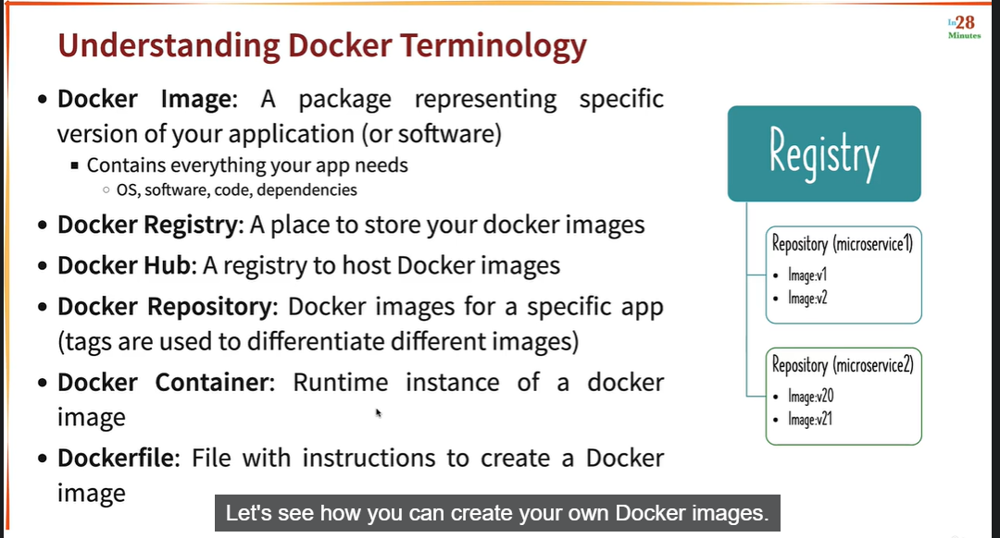 In28
Minutes
Understanding Docker Terminology
• Docker Image: A package representing specific
version of your application (or software)
▪ Contains everything your app needs
○ OS, software, code, dependencies
• Docker Registry: A place to store your docker images
• Docker Hub: A registry to host Docker images
• Docker Repository: Docker images for a specific app
(tags are used to differentiate different images)
• Docker Container: Runtime instance of a docker
image
• Dockerfile: File with instructions to create a Docker
image
Registry
Repository (microservice1)
• Image:v1
• Image:v2
Repository (microservice2)
• Image:v20
• Image:v21
Let's see how you can create your own Docker images.